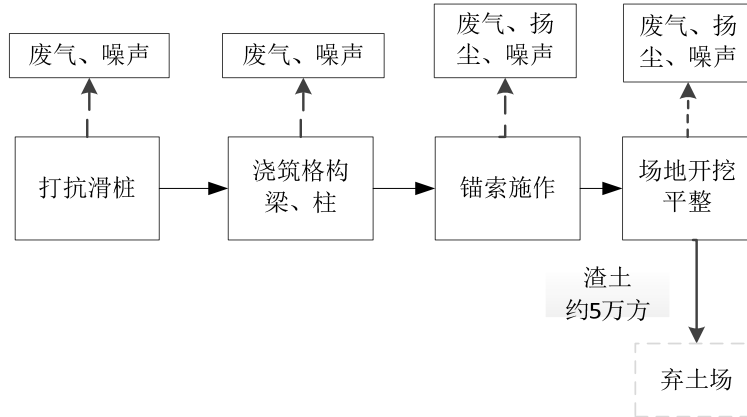 废气、噪声
废气、噪声
废气、扬
尘、噪声
废气、扬
尘、噪声
打抗滑桩
浇筑格构
梁、柱
锚索施作
场地开挖
平整
渣土
约5万方
弃土场